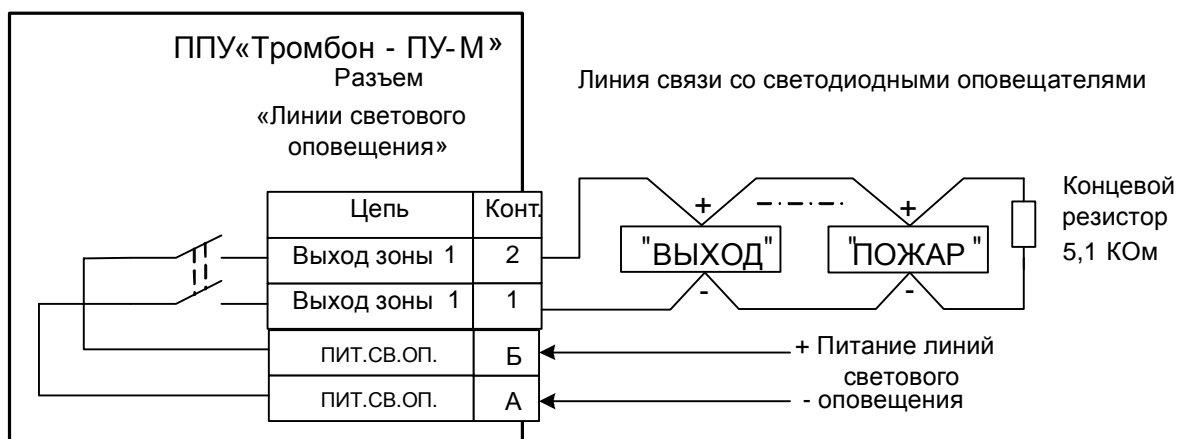 ППУ«Тромбон - ПУ-М»
Разъем
«Линии светового
оповещения»
Линия связи со светодиодными оповещателями
Цепь Конт.
Выход зоны 1 2
Выход зоны 1 1
ПИТ.СВ.ОП. Б
ПИТ.СВ.ОП. А
+ +
"ВЫХОД" "ПОЖАР "
- -
Концевой
резистор
5,1 КОм
+ Питание линий
светового
- оповещения